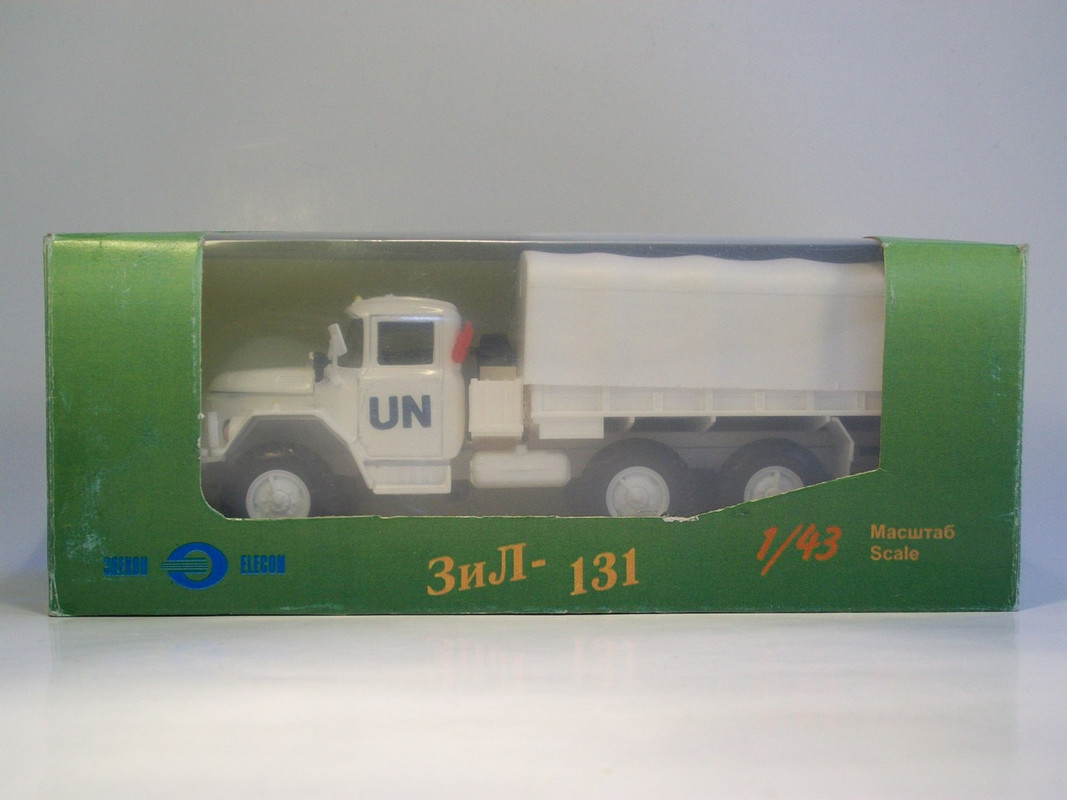 UN
ЭЛЕКОН ELECON
ЗиЛ-131
1/43
Масштаб
Scale